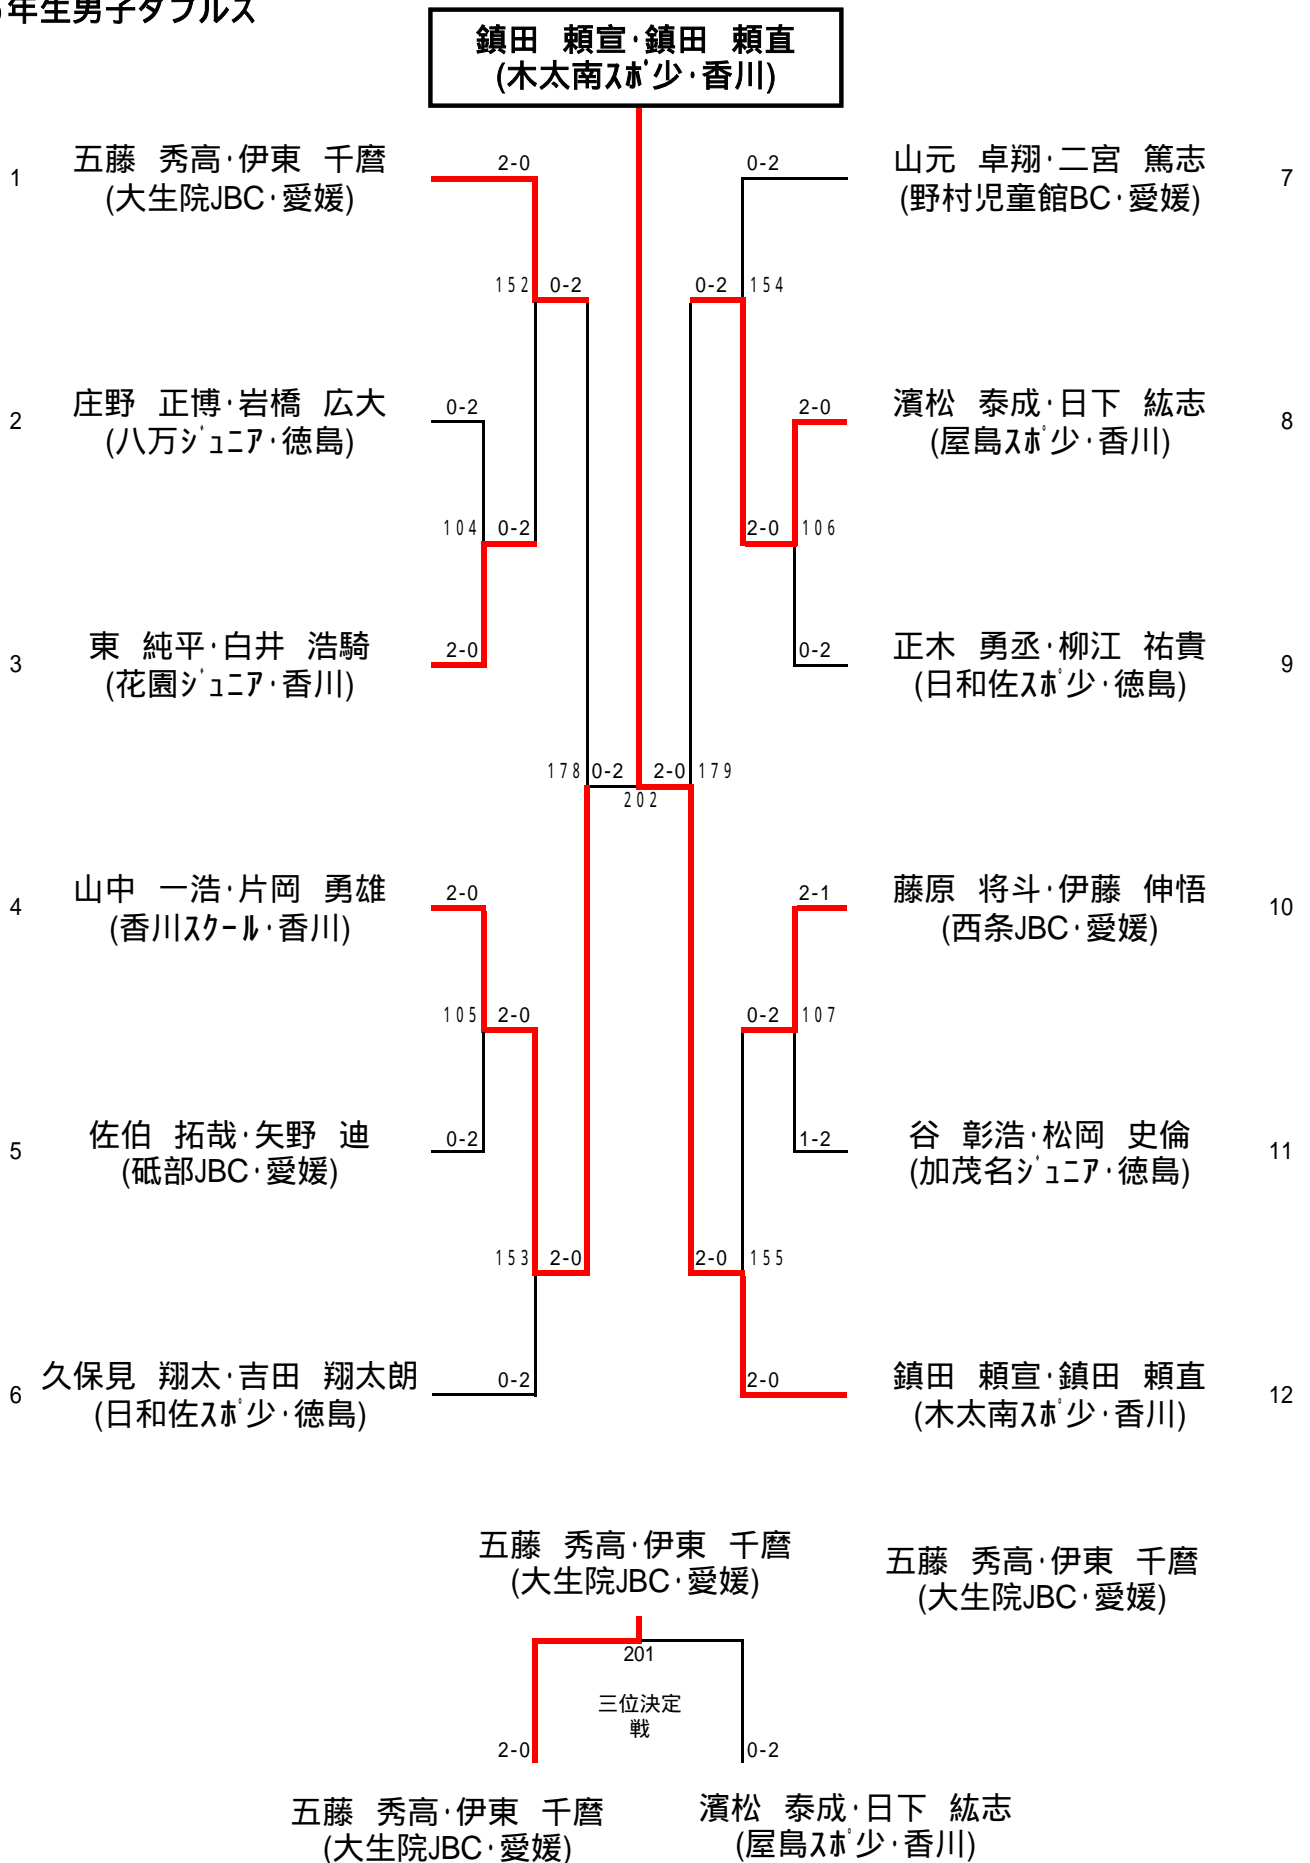 年生男子ダブルス
鎮田 頼宣・鎮田 頼直
(木太南ｽﾎﾟ少・香川)
1
五藤 秀高・伊東 千麿
(大生院JBC・愛媛)
2-0
0-2
山元 卓翔・二宮 篤志
(野村児童館BC・愛媛)
7
152
0-2
0-2
154
2
庄野 正博・岩橋 広大
(八万ｼﾞｭﾆｱ・徳島)
0-2
2-0
濱松 泰成・日下 紘志
(屋島ｽﾎﾟ少・香川)
8
104
0-2
2-0
106
3
東 純平・白井 浩騎
(花園ｼﾞｭﾆｱ・香川)
2-0
0-2
正木 勇丞・柳江 祐貴
(日和佐ｽﾎﾟ少・徳島)
9
178
0-2
2-0
179
202
4
山中 一浩・片岡 勇雄
(香川ｽｸｰﾙ・香川)
2-0
2-1
藤原 将斗・伊藤 伸悟
(西条JBC・愛媛)
10
105
2-0
0-2
107
5
佐伯 拓哉・矢野 迪
(砥部JBC・愛媛)
0-2
1-2
谷 彰浩・松岡 史倫
(加茂名ｼﾞｭﾆｱ・徳島)
11
153
2-0
2-0
155
6
久保見 翔太・吉田 翔太朗
(日和佐ｽﾎﾟ少・徳島)
0-2
2-0
鎮田 頼宣・鎮田 頼直
(木太南ｽﾎﾟ少・香川)
12
五藤 秀高・伊東 千麿
(大生院JBC・愛媛)
五藤 秀高・伊東 千麿
(大生院JBC・愛媛)
201
三位決定
戦
2-0
0-2
五藤 秀高・伊東 千麿
(大生院JBC・愛媛)
濱松 泰成・日下 紘志
(屋島ｽﾎﾟ少・香川)